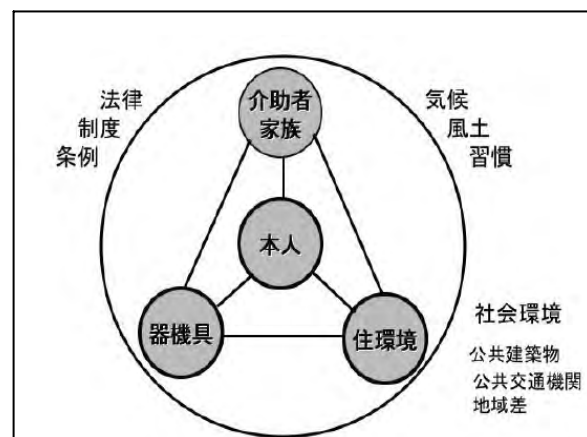 法律
制度
条例
介助者
家族
気候
風土
習慣
本人
器機具
住環境
社会環境
公共建築物
公共交通機関
地域差